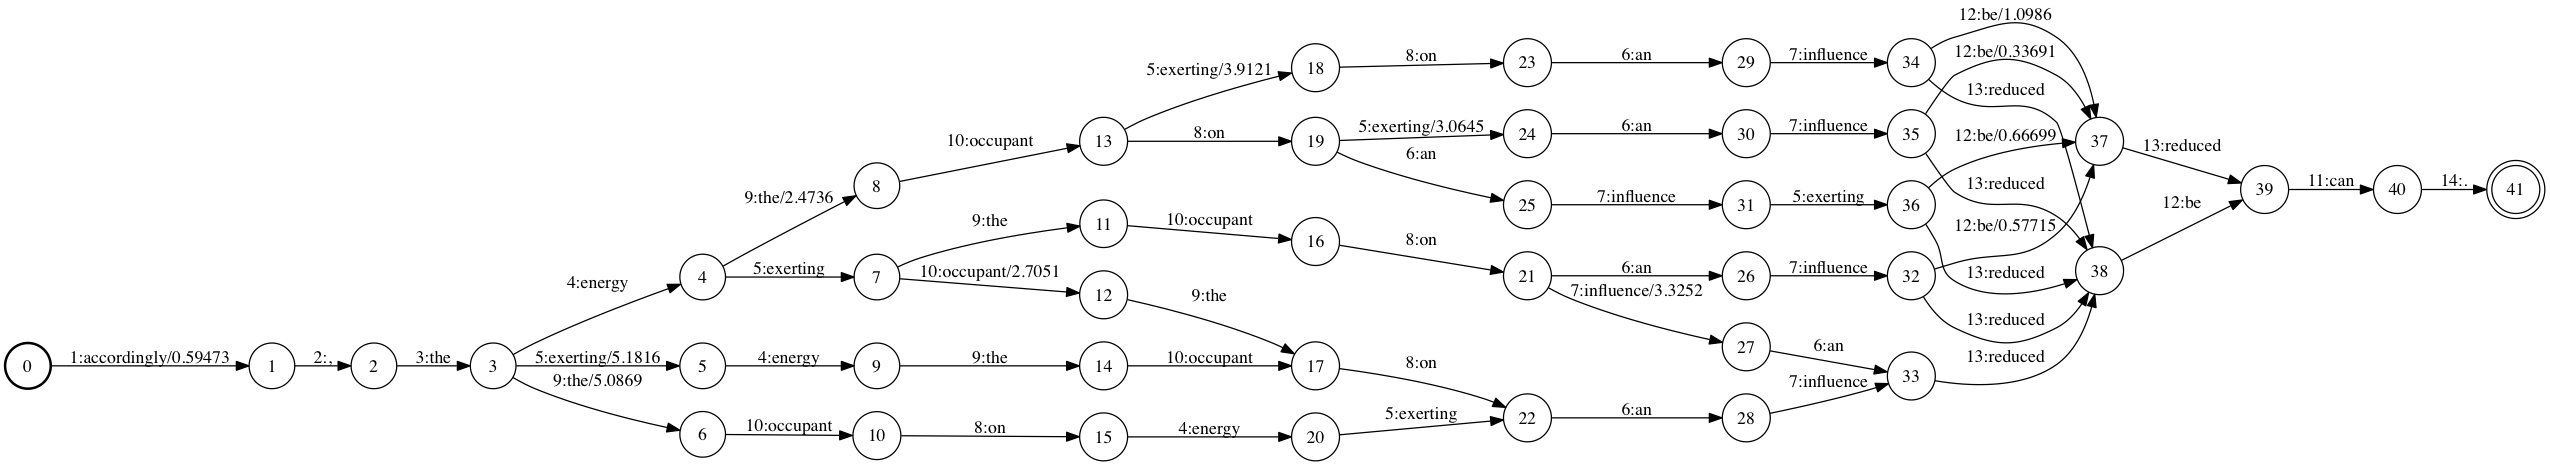 12:be/1.0986
12:be/0.33691
18
8:on
23
6:an
29
7:influence
34
5:exerting/3.9121
13:reduced
10:occupant
13
8:on
19
5:exerting/3.0645
24
6:an
30
7:influence
35
12:be/0.66699
37
13:reduced
6:an
9:the/2.4736
8
13:reduced
39
11:can
40
14:.
41
25
7:influence
31
5:exerting
36
12:be
9:the
11
10:occupant
16
8:on
12:be/0.57715
4:energy
4
5:exerting
7
10:occupant/2.7051
12
9:the
21
6:an
26
7:influence
32
13:reduced
38
7:influence/3.3252
13:reduced
27
6:an
0
1:accordingly/0.59473
1
2:,
2
3:the
3
5:exerting/5.1816
5
4:energy
9
9:the
14
10:occupant
17
8:on
13:reduced
9:the/5.0869
7:influence
33
6
10:occupant
10
8:on
15
4:energy
20
5:exerting
22
6:an
28